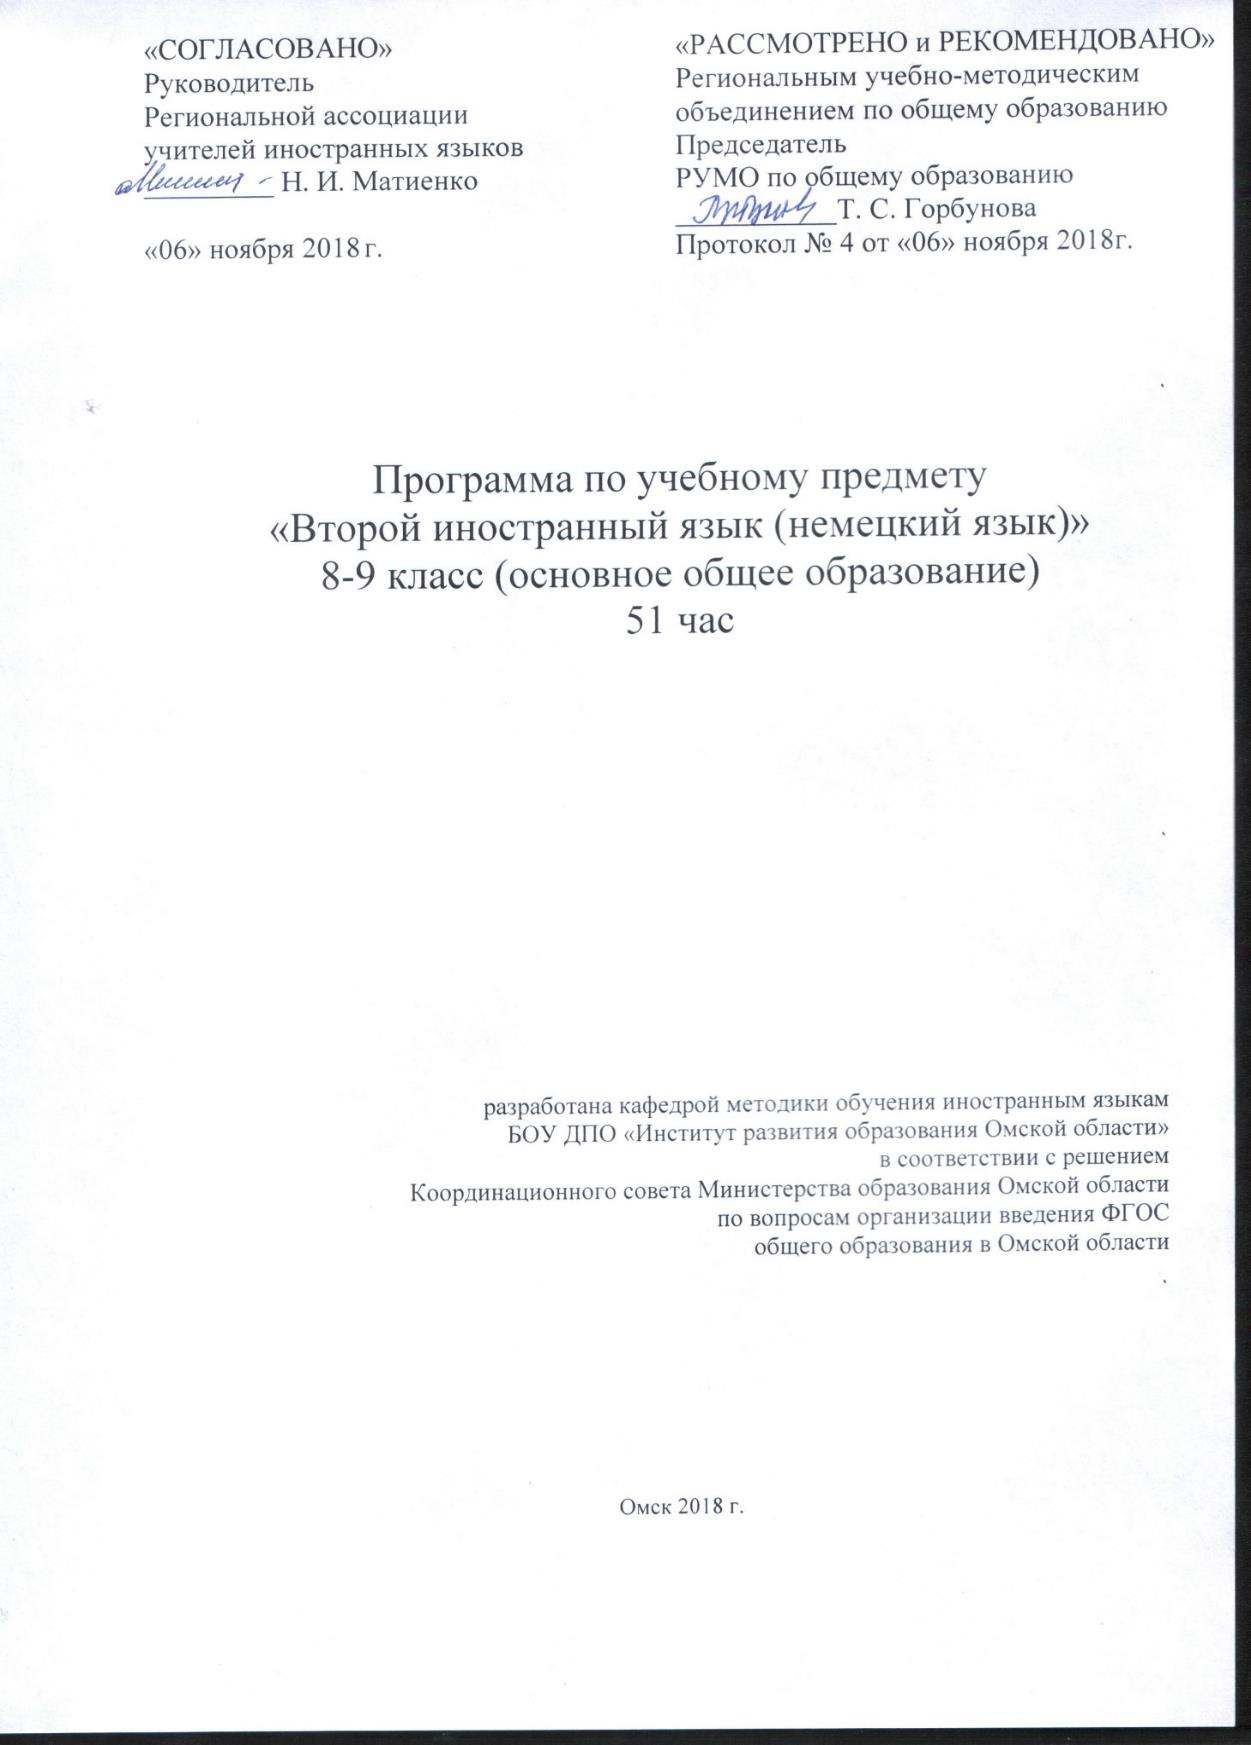 «СОГЛАСОВАНО»
Руководитель
Региональной ассоциации
учителей иностранных языков
Н. И. Матиенко
«06» ноября 2018 г.
«РАССМОТРЕНО и РЕКОМЕНДОВАНО»
Региональным учебно-методическим
объединением по общему образованию
Председатель
РУМО по общему образованию
Т. С. Горбунова
Протокол № 4 от «06» ноября 2018г.
Программа по учебному предмету
«Второй иностранный язык (немецкий язык)»
8-9 класс (основное общее образование)
51 час
разработана кафедрой методики обучения иностранным языкам
БОУ ДПО «Институт развития образования Омской области»
в соответствии с решением
Координационного совета Министерства образования Омской области
по вопросам организации введения ФГОС
общего образования в Омской области
Омск 2018 г.